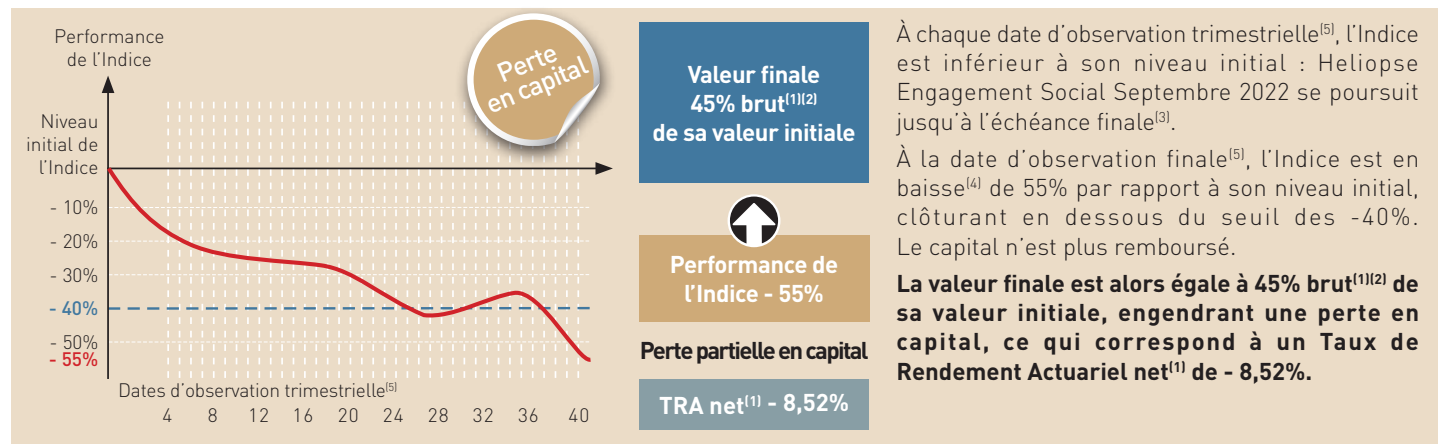 Performance
de l’Indice
Niveau
initial de
l’Indice
- 10%
- 20%
- 30%
- 40%
- 50%
- 55%
Dates d’observation trimestrielle(5)
4 8 12 16 20 24 28 32 36 40
Perte
en capital
Valeur finale
45% brut(1)(2)
de sa valeur initiale
Performance de
l’Indice - 55%
Perte partielle en capital
TRA net(1) - 8,52%
À chaque date d’observation trimestrielle(5), l’Indice
est inférieur à son niveau initial : Heliopse
Engagement Social Septembre 2022 se poursuit
jusqu’à l’échéance finale(3).
À la date d’observation finale(5), l’Indice est en
baisse(4) de 55% par rapport à son niveau initial,
clôturant en dessous du seuil des -40%.
Le capital n’est plus remboursé.
La valeur finale est alors égale à 45% brut(1)(2) de
sa valeur initiale, engendrant une perte en
capital, ce qui correspond à un Taux de
Rendement Actuariel net(1) de - 8,52%.